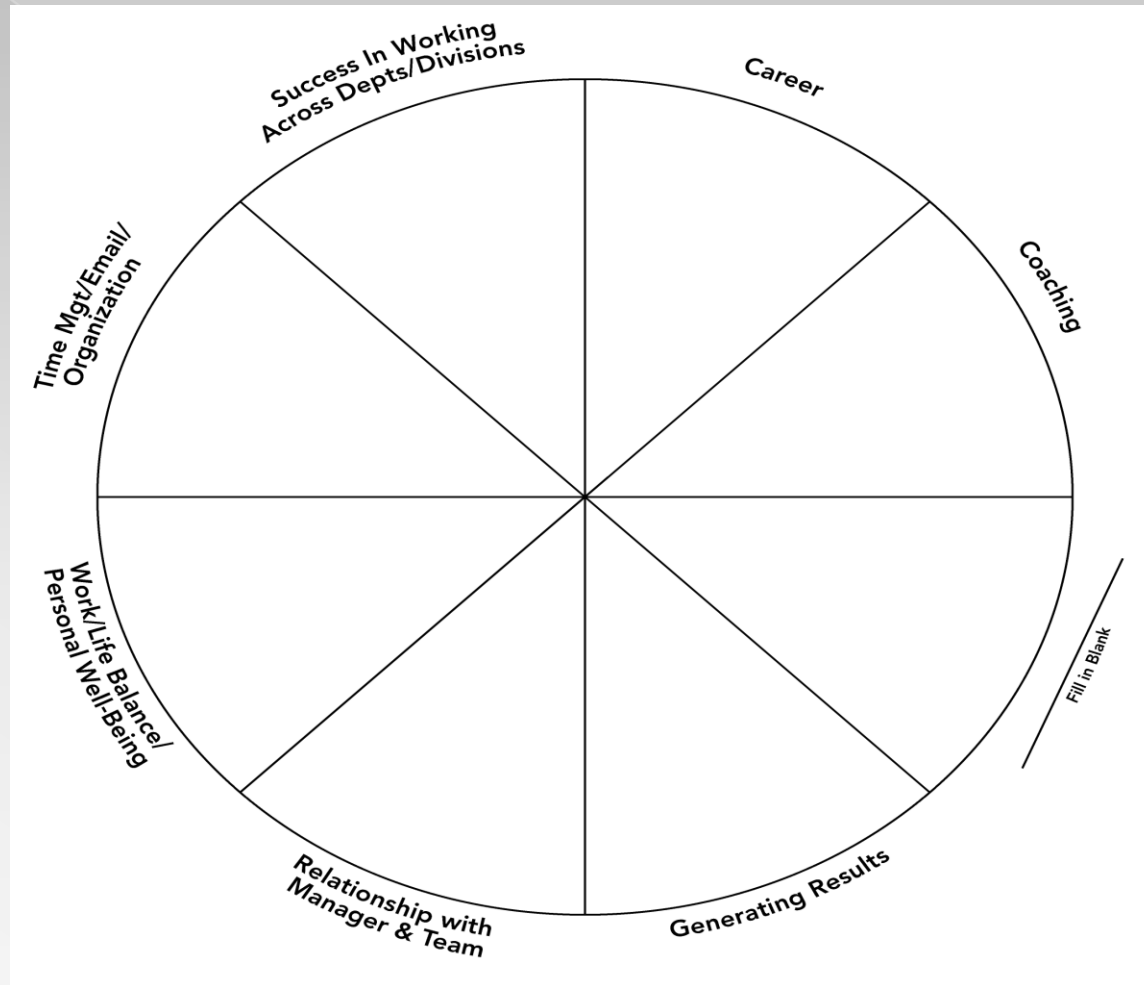 Success In Working
Across Depts/Divisions
Career
Coaching
Fill in Blank
Generating Results
Relationship with
Manager & Team
Work/Life Balance/
Personal Well-Being
Time Mgt/Email/
Organization